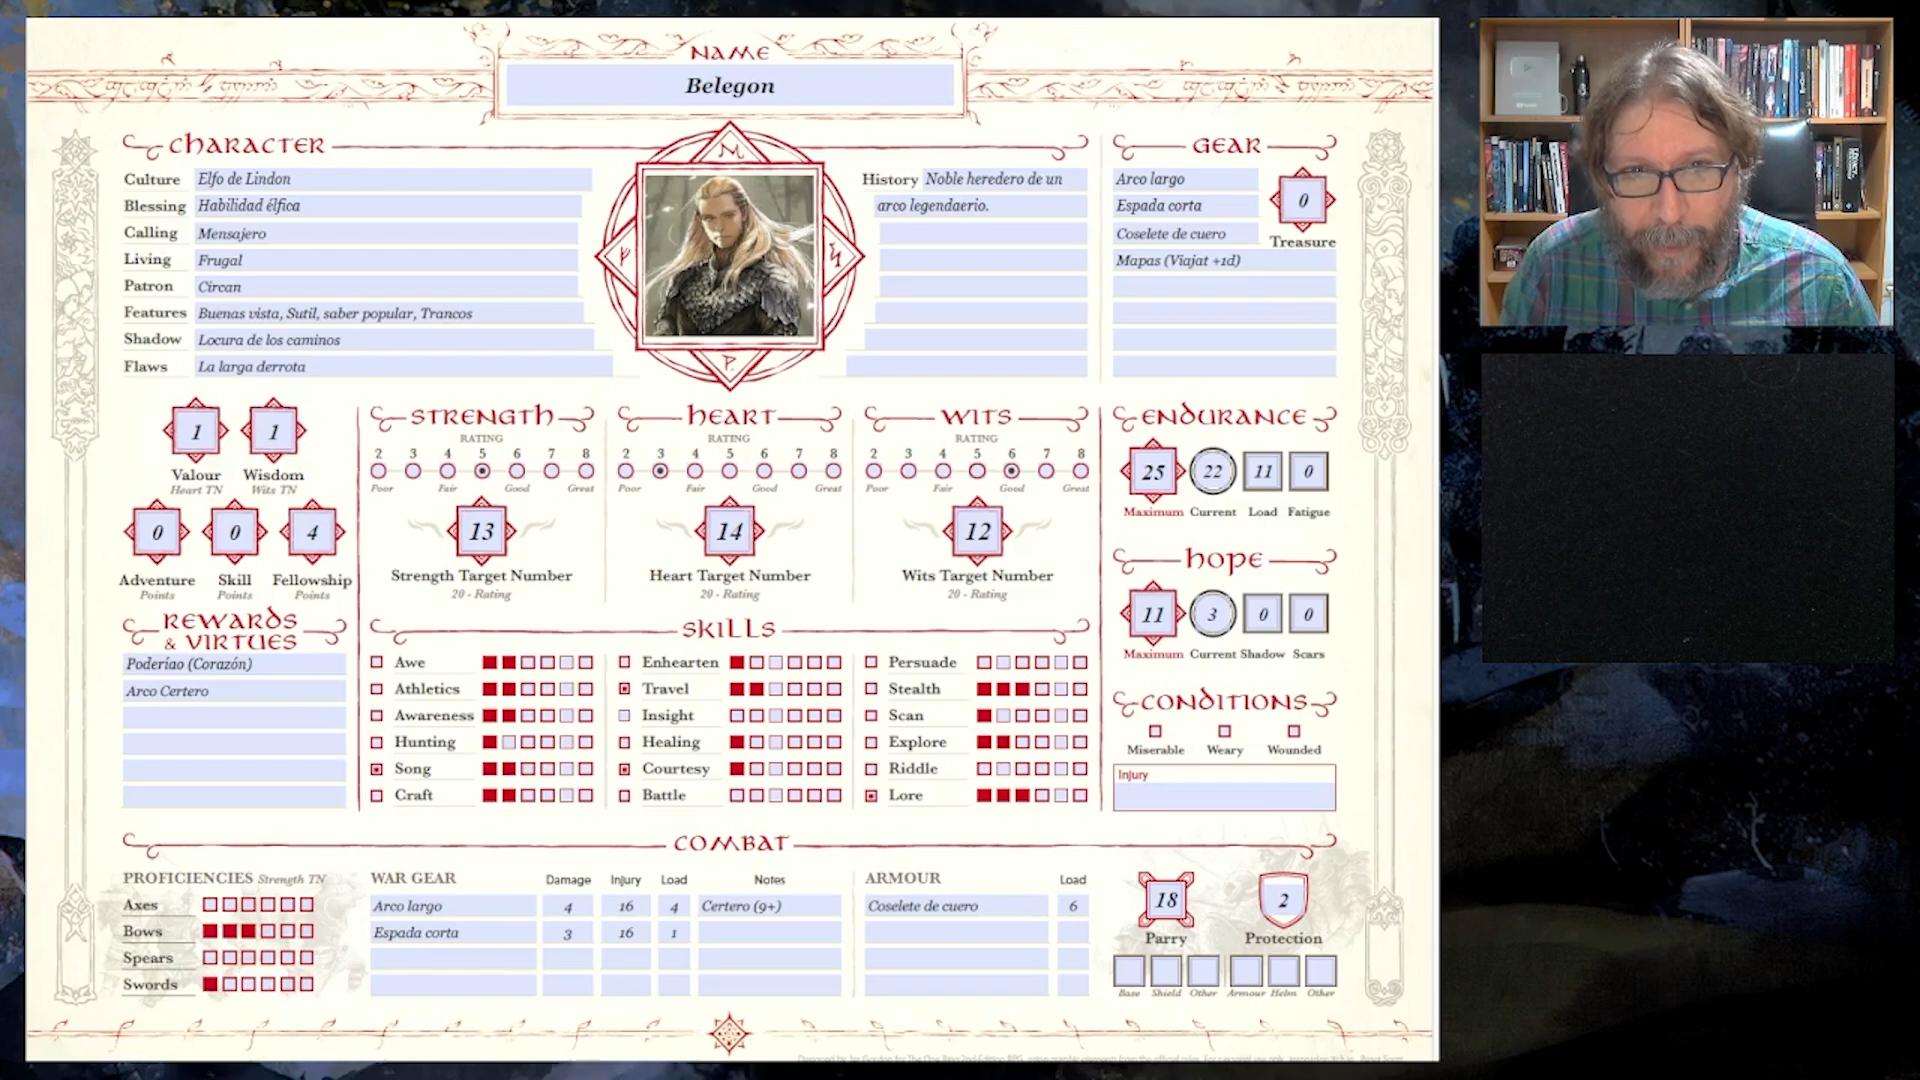 NAME
Belegon
CHARACTER
Culture Elfo de Lindon
Blessing Habilidad élfica
Calling Mensajero
Living Frugal
Patron Circan
Features Buenas vista, Sutil, saber popular, Trancos
Shadow Locura de los caminos
Flaws La larga derrota
History Noble heredero de un
arco legendaerio.
GEAR
Arco largo
Espada corta
Coselete de cuero
Mapas (Viajat +1d)
0
Treasure
1 1
Valour Wisdom
Heart TN Wits TN
0 0 4
Adventure Skill Fellowship
Points Points Points
STRENGTH
RATING
2 3 4 5 6 7 8
Poor Fair Good Great
13
Strength Target Number
20 - Rating
HEART
RATING
2 3 4 5 6 7 8
Poor Fair Good Great
14
Heart Target Number
20 - Rating
WITS
RATING
2 3 4 5 6 7 8
Poor Fair Good Great
12
Wits Target Number
20 - Rating
ENDURANCE
25 22 11 0
Maximum Current Load Fatigue
HOPE
11 3 0 0
Maximum Current Shadow Scars
REWARDS
& VIRTUES
Poderíao (Corazón)
Arco Certero
SKILLS
Awe
Athletics
Awareness
Hunting
Song
Craft
Enhearten
Travel
Insight
Healing
Courtesy
Battle
Persuade
Stealth
Scan
Explore
Riddle
Lore
CONDITIONS
Miserable Weary Wounded
Injury
COMBAT
PROFICIENCIES Strength TN
Axes
Bows
Spears
Swords
WAR GEAR Damage Injury Load Notes
Arco largo 4 16 4 Certero (9+)
Espada corta 3 16 1
ARMOUR Load
Coselete de cuero 6
18 2
Parry Protection
Base Shield Other Armour Helm Other